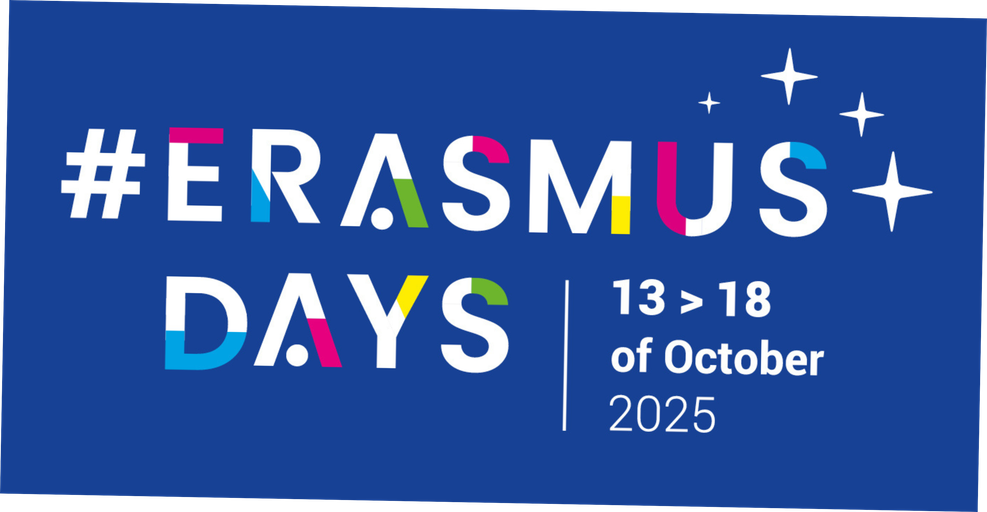 #ERASMUS
DAYS
13 > 18
of October
2025